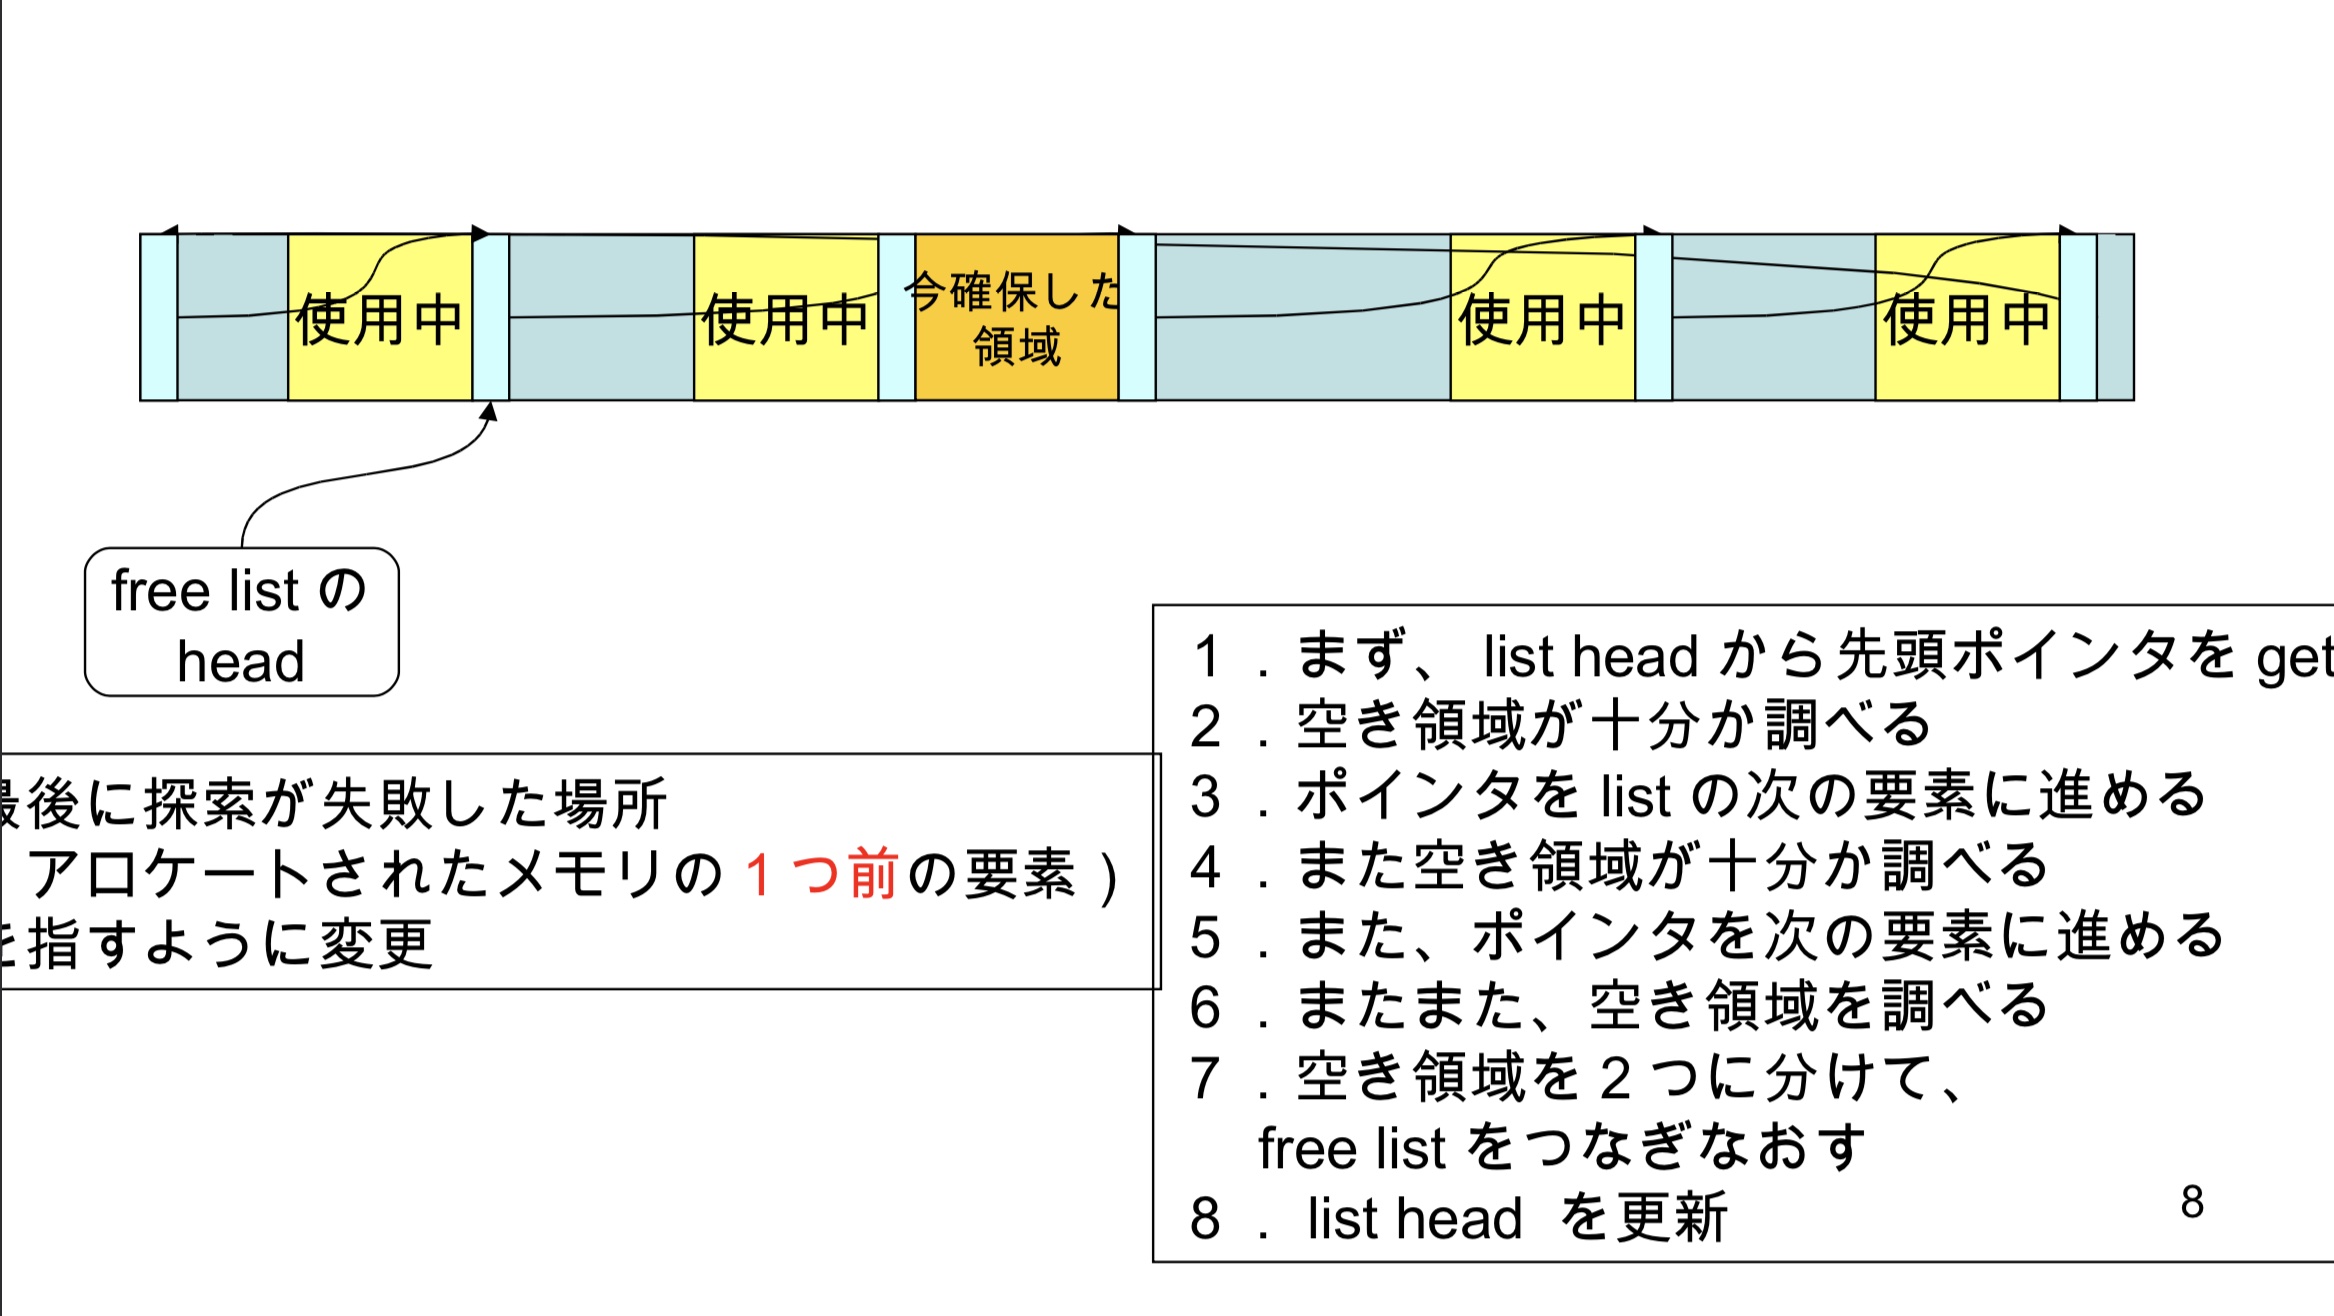 使用中
使用中
今確保した
領域
使用中
使用中
free list の
head
1 . まず、 list head から先頭ポインタを get
2 . 空き領域が十分か調べる
3 . ポインタを list の次の要素に進める
4 . また空き領域が十分か調べる
5 . また、ポインタを次の要素に進める
6 . またまた、空き領域を調べる
7 . 空き領域を 2 つに分けて、
free list をつなぎなおす
8 . list head を更新
最後に探索が失敗した場所
アロケートされたメモリの 1 つ前の要素 )
を指すように変更
8